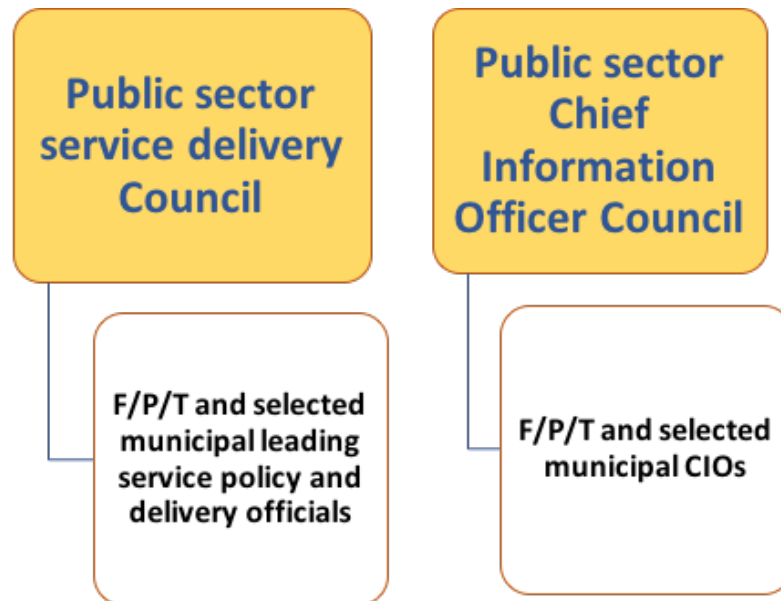 Public sector
service delivery
Council
F/P/T and selected
municipal leading
service policy and
delivery officials
Public sector
Chief
Information
Officer Council
F/P/T and selected
municipal CIOs